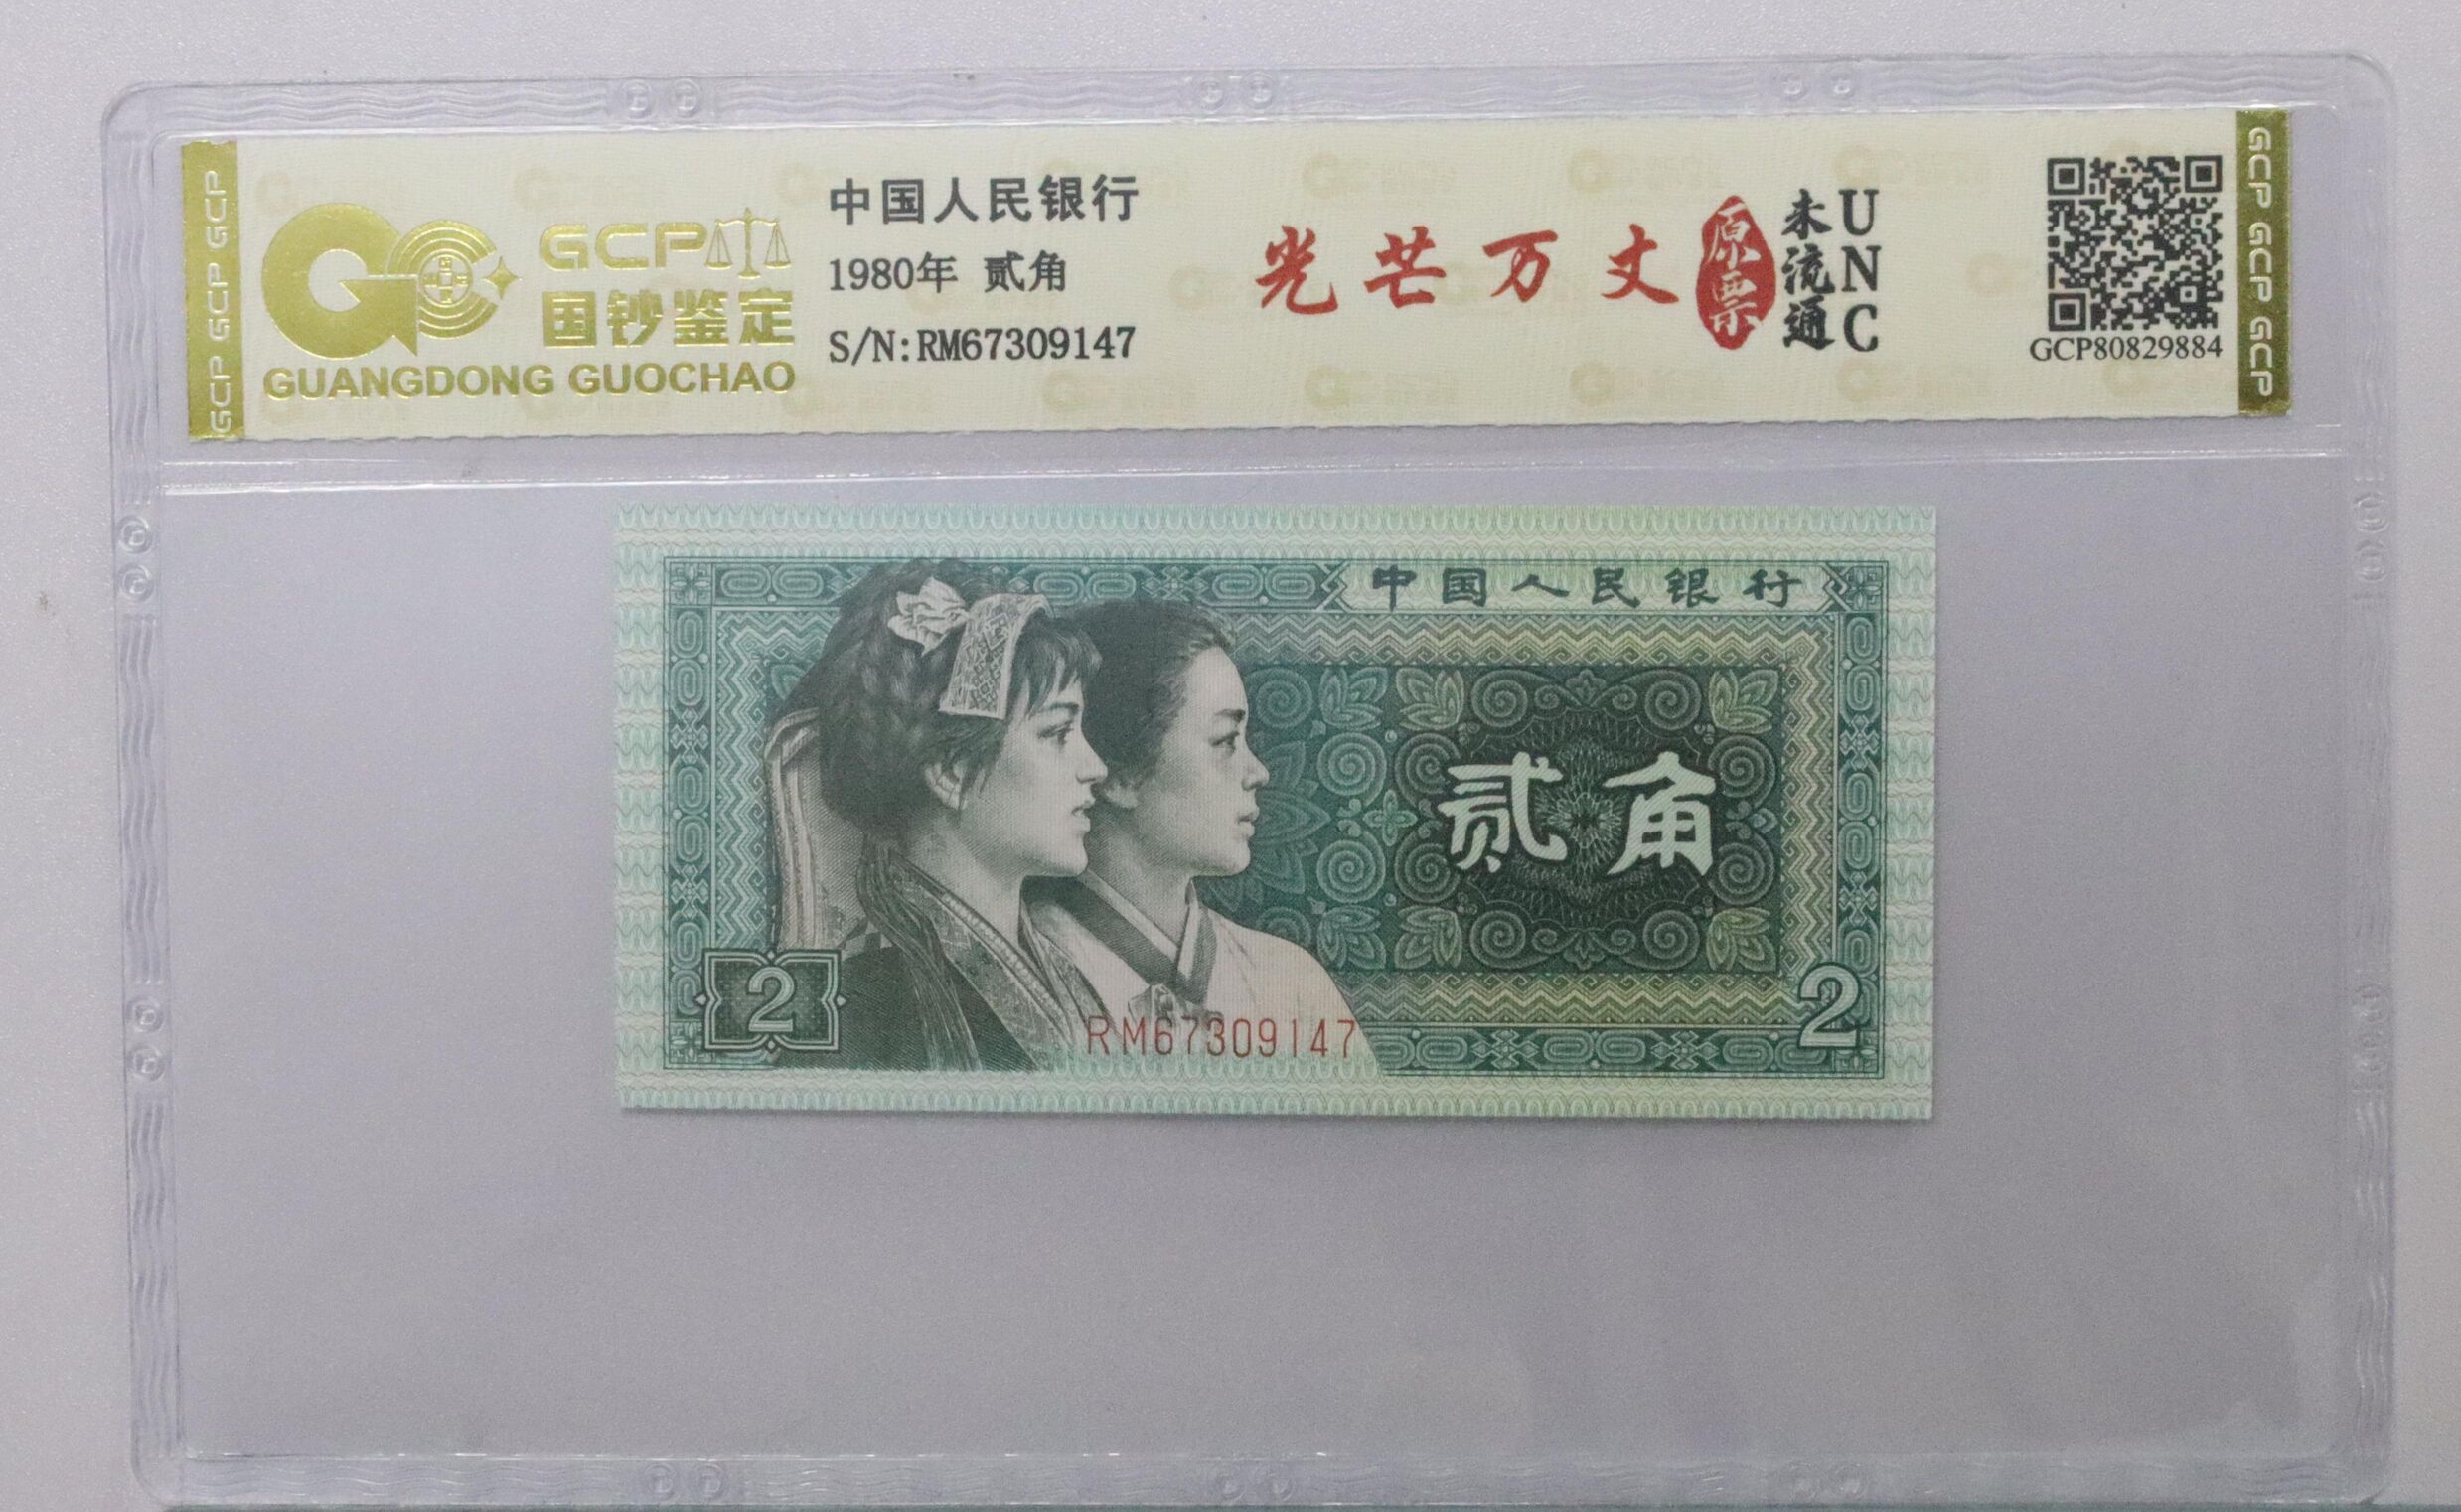 GCP GCP GCP
GCP
国钞鉴定
GUANGDONG GUOCHAO
中国人民银行
1980年 贰角
S/N:RM67309147
光芒万丈
原票
未流通
UNC
GCP80829884
GCP GCP GCP
中国人民银行
贰角
2
RM67309147
2